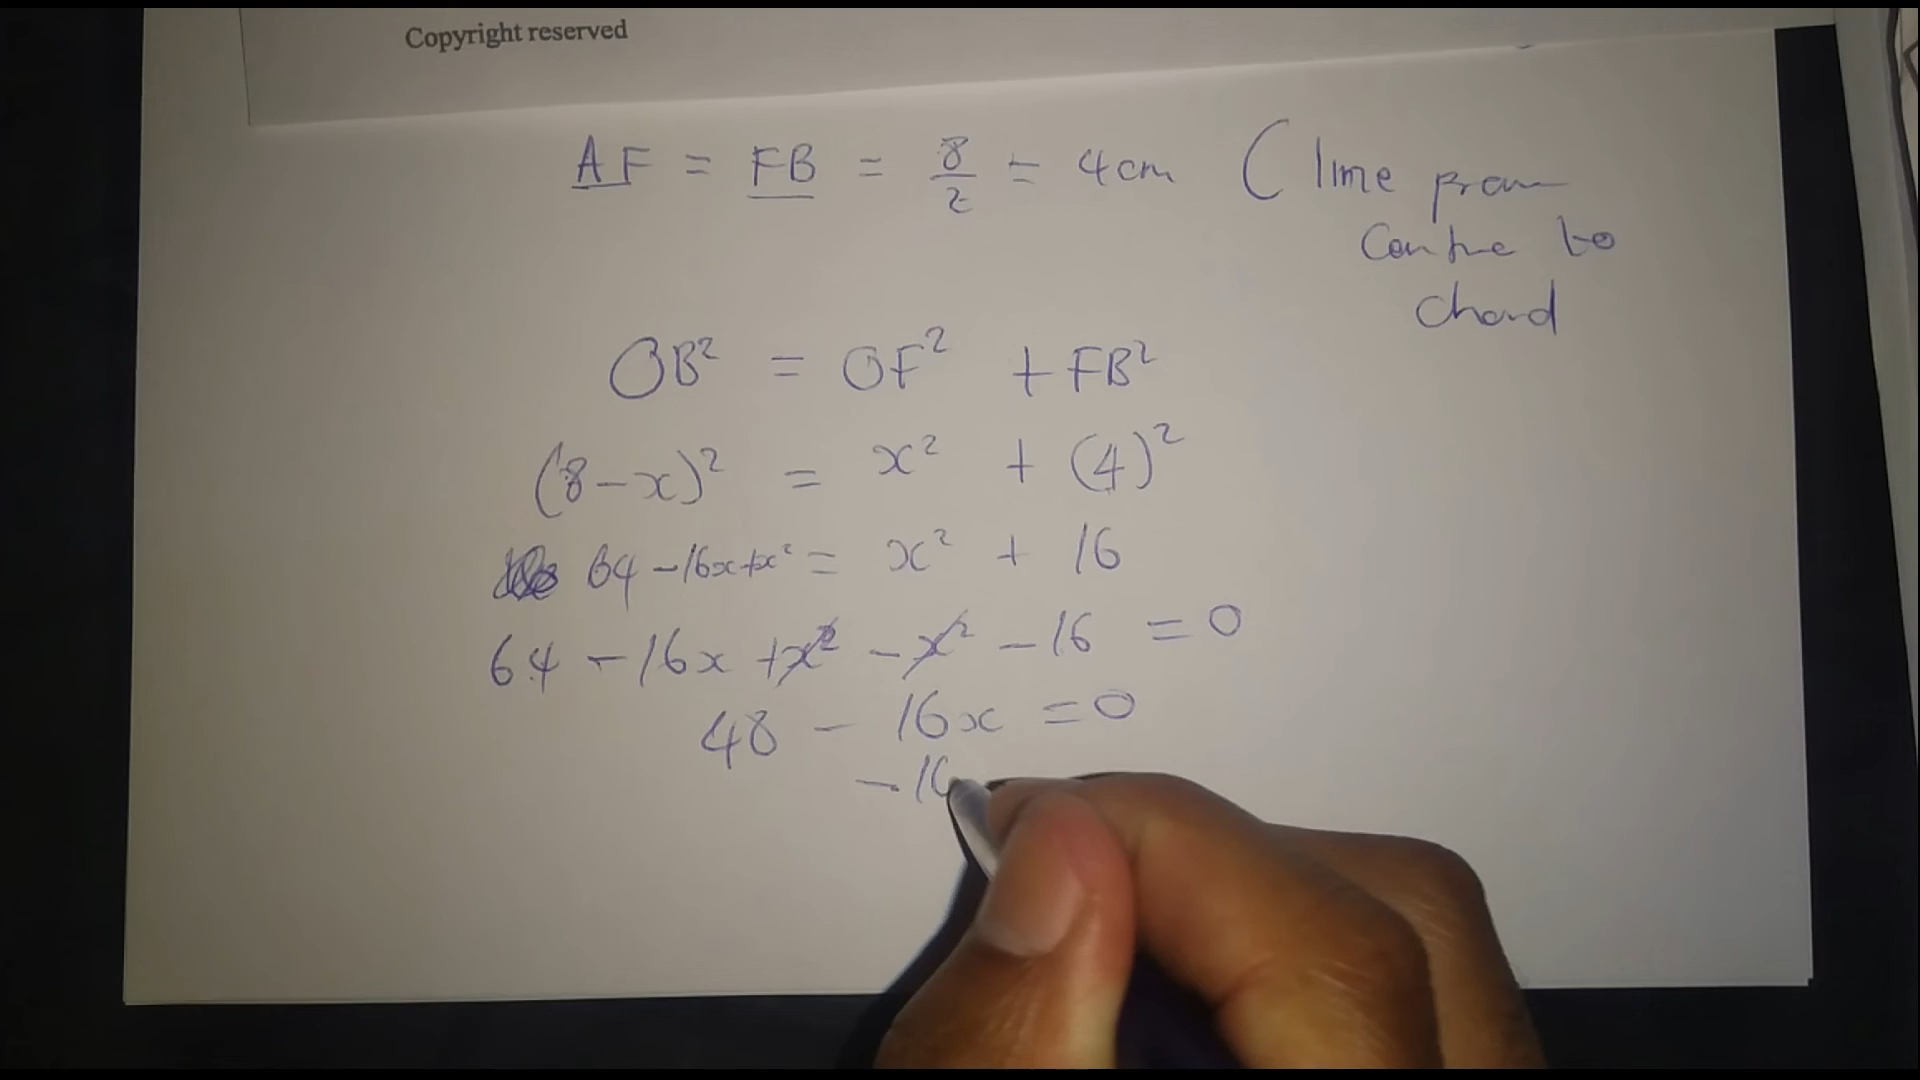 Copyright reserved
AF = FB = 8/2 = 4cm (line from
Centre to
chord
OB² = OF² + FB²
(8-x)² = x² + (4)²
64 -16x+x² = x² + 16
64 - 16x + x² - x² - 16 = 0
48 - 16x = 0
-16